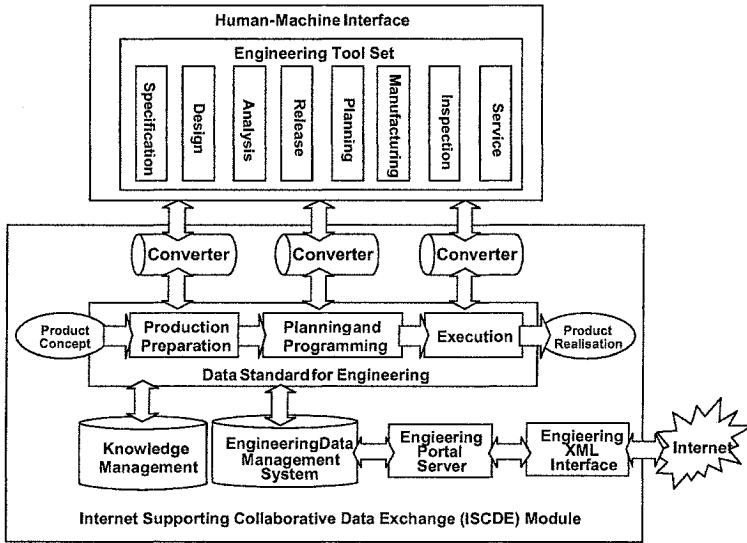 Human-Machine Interface
Engineering Tool Set
Specification
Design
Analysis
Release
Planning
Manufacturing
Inspection
Service
Converter
Converter
Converter
Product
Concept
Production
Preparation
Planningand
Programming
Execution
Product
Realisation
Data Standard for Engineering
Knowledge
Management
EngineeringData
Management
System
Engieering
Portal
Server
Engieering
XML
Interface
Internet
Internet Supporting Collaborative Data Exchange (ISCDE) Module